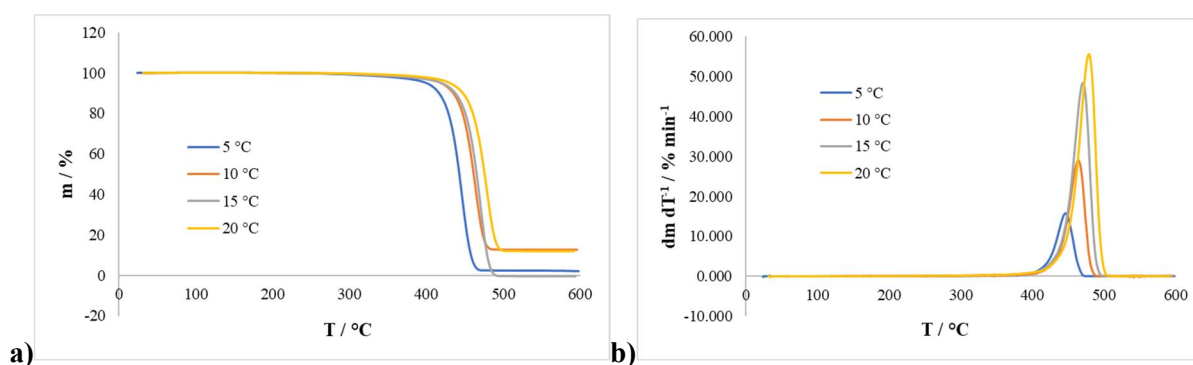 120
100
80
60
40
20
0
-20
m / %
5 °C
10 °C
15 °C
20 °C
0 100 200 300 400 500 600
T / °C
a)
60.000
50.000
40.000
30.000
20.000
10.000
0.000
-10.000
dm dT⁻¹ / % min⁻¹
5 °C
10 °C
15 °C
20 °C
0 100 200 300 400 500 600
T / °C
b)